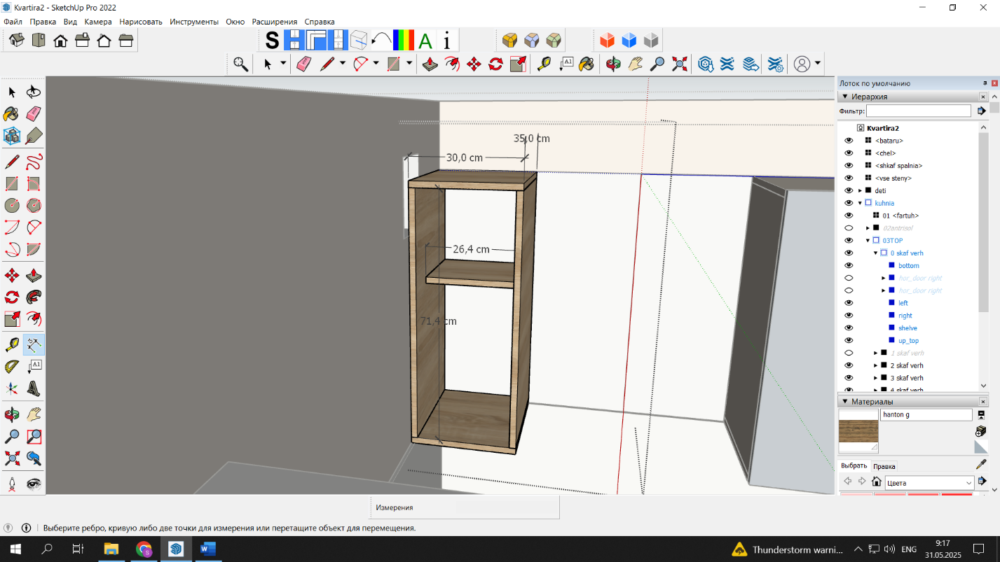 Kvartira2 - SketchUp Pro 2022
Файл Правка Вид Камера Нарисовать Инструменты Окно Расширения Справка
S A i
A1
Лоток по умолчанию
Иерархия
Фильтр:
Kvartira2
<bataru>
<chel>
<shkaf spalnia>
<vse steny>
deti
kuhnia
01 <fartuh>
02antrisol
03TOP
0 skaf verh
bottom
hor_door right
hor_door right
left
right
shelve
up_top
1 skaf verh
2 skaf verh
3 skaf verh
4 skaf verh
35,0 cm
30,0 cm
26,4 cm
71,4 cm
A1
Материалы
hanton g
Выбрать Правка
Цвета
Измерения
Выберите ребро, кривую либо две точки для измерения или перетащите объект для перемещения.
Thunderstorm warni...
ENG
9:17
31.05.2025